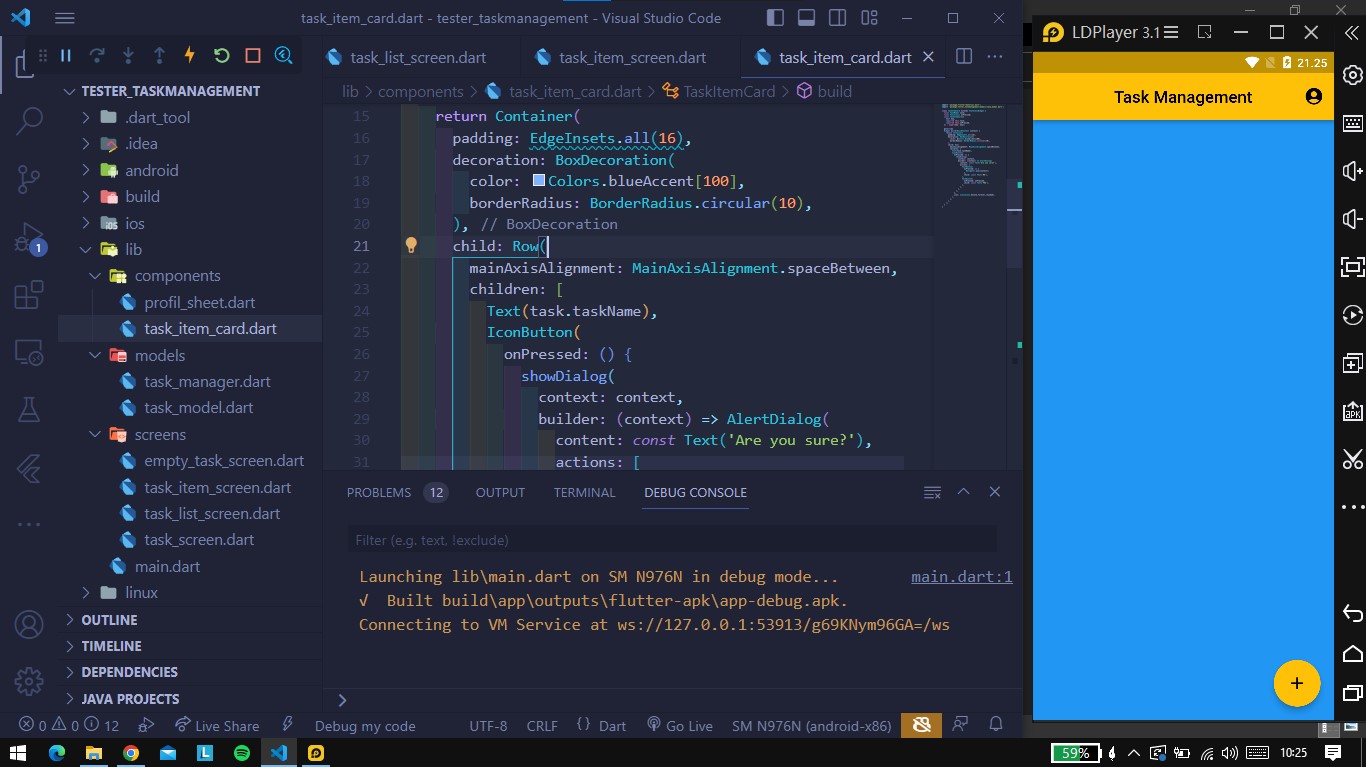 task_item_card.dart - tester_taskmanagement - Visual Studio Code
task_list_screen.dart
task_item_screen.dart
task_item_card.dart
TESTER_TASKMANAGEMENT
.dart_tool
.idea
android
build
ios
lib
components
profil_sheet.dart
task_item_card.dart
models
task_manager.dart
task_model.dart
screens
empty_task_screen.dart
task_item_screen.dart
task_list_screen.dart
task_screen.dart
main.dart
linux
OUTLINE
TIMELINE
DEPENDENCIES
JAVA PROJECTS
1
lib > components > task_item_card.dart > TaskItemCard > build
15 return Container(
16 padding: EdgeInsets.all(16),
17 decoration: BoxDecoration(
18 color: Colors.blueAccent[100],
19 borderRadius: BorderRadius.circular(10),
20 ), // BoxDecoration
21 child: Row(
22 mainAxisAlignment: MainAxisAlignment.spaceBetween,
23 children: [
24 Text(task.taskName),
25 IconButton(
26 onPressed: () {
27 showDialog(
28 context: context,
29 builder: (context) => AlertDialog(
30 content: const Text('Are you sure?'),
31 actions: [
PROBLEMS 12 OUTPUT TERMINAL DEBUG CONSOLE
Filter (e.g. text, !exclude)
Launching lib\main.dart on SM N976N in debug mode... main.dart:1
√ Built build\app\outputs\flutter-apk\app-debug.apk.
Connecting to VM Service at ws://127.0.0.1:53913/g69KNym96GA=/ws
0 0 12 Live Share Debug my code UTF-8 CRLF {} Dart Go Live SM N976N (android-x86)
LDPlayer 3.1
21.25
Task Management
+
APK
59% 10:25